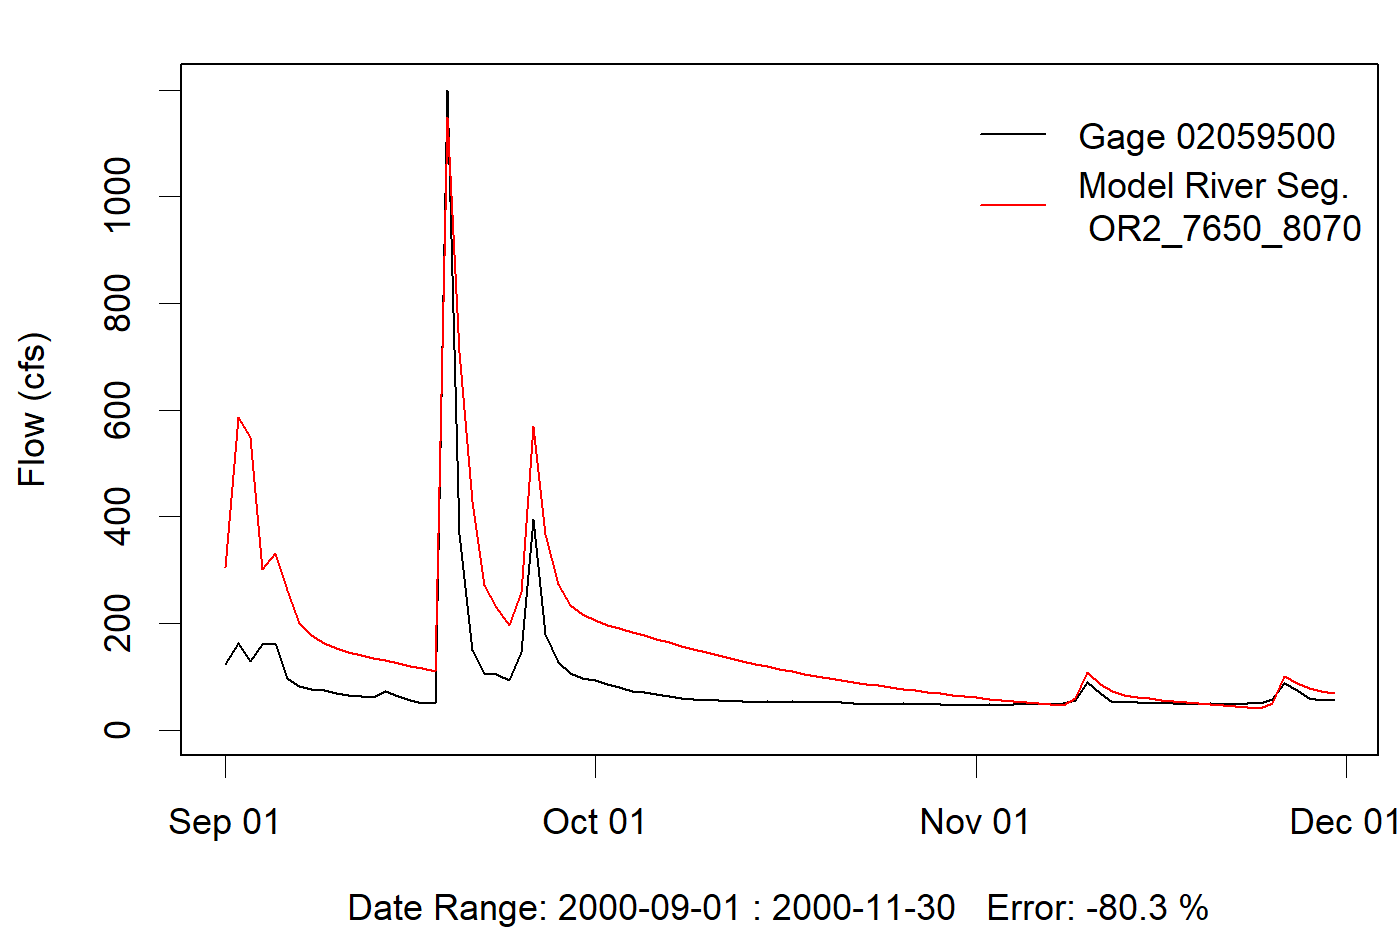 Gage 02059500
Model River Seg.
OR2_7650_8070
Flow (cfs)
1000
800
600
400
200
0
Sep 01
Oct 01
Nov 01
Dec 01
Date Range: 2000-09-01 : 2000-11-30 Error: -80.3 %